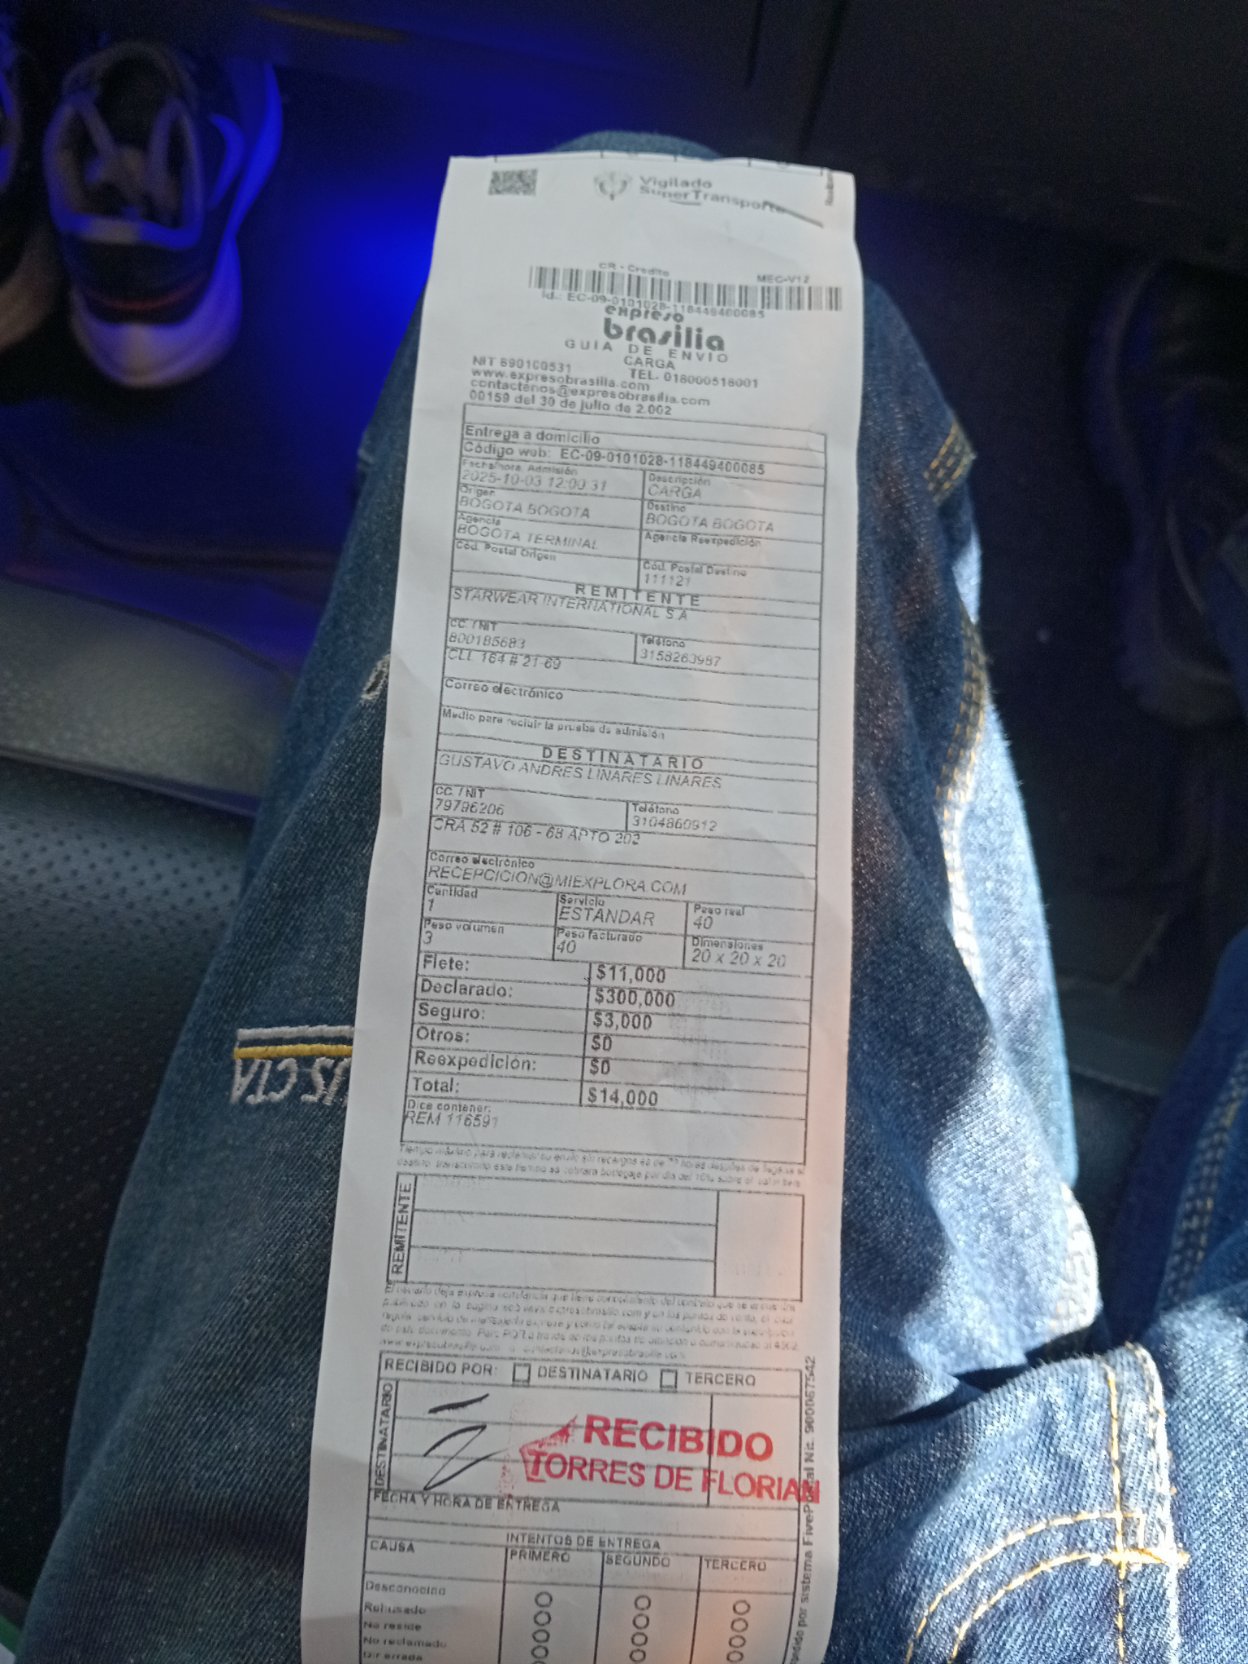 Vigilado
SuperTransporte
CR - Credito
MEC-V12
Id.: EC-09-0101028-118449400085
expreso
brasilia
GUIA DE ENVIO
CARGA
NIT 890100531
TEL. 018000518001
www.expresobrasilia.com
contactenos@expresobrasilia.com
00159 del 30 de julio de 2.002
Entrega a domicilio
Código web: EC-09-0101028-118449400085
Fecha/hora. Admisión
2025-10-03 12:00:31
Descripción
CARGA
Origen
BOGOTA BOGOTA
Destino
BOGOTA BOGOTA
Agencia
BOGOTA TERMINAL
Agencia Reexpedición
Cód. Postal Origen
Cód. Postal Destino
111121
REMITENTE
STARWEAR INTERNATIONAL S A
CC. / NIT
800185683
Teléfono
3158263987
CLL 164 # 21-69
Correo electrónico
Medio para recibir la prueba de admisión
DESTINATARIO
GUSTAVO ANDRES LINARES LINARES
CC. / NIT
79796206
Teléfono
3104860912
CRA 52 # 106 - 68 APTO 202
Correo electrónico
RECEPCICION@MIEXPLORA.COM
Cantidad
1
Servicio
ESTANDAR
Peso real
40
Peso volumen
3
Peso facturado
40
Dimensiones
20 x 20 x 20
Flete: $11,000
Declarado: $300,000
Seguro: $3,000
Otros: $0
Reexpedición: $0
Total: $14,000
Dice contener:
REM 116591
REMITENTE
RECIBIDO POR: DESTINATARIO TERCERO
DESTINATARIO
RECIBIDO
TORRES DE FLORIAN
FECHA Y HORA DE ENTREGA
INTENTOS DE ENTREGA
CAUSA
PRIMERO
SEGUNDO
TERCERO
Desconocido
Rehusado
No reside
No reclamado
Dir errada